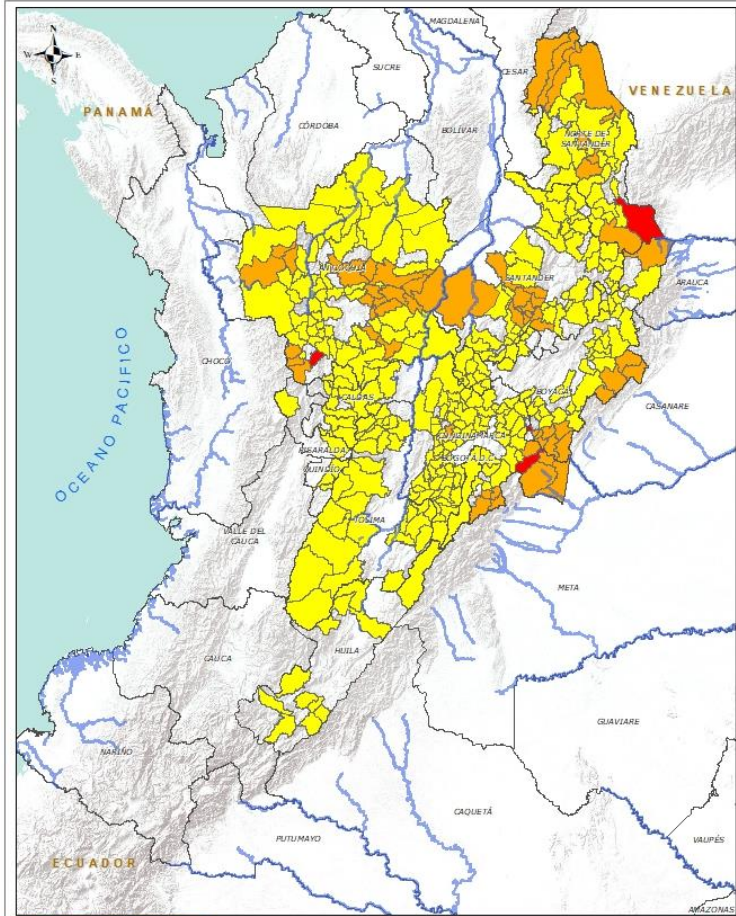 MAGDALENA
N
W E
S
CESAR
SUCRE
VENEZUELA
PANAMÁ
CÓRDOBA
BOLÍVAR
NORTE DE
SANTANDER
ANTIOQUIA
SANTANDER
ARAUCA
OCEANO PACIFICO
CHOCÓ
BOYACÁ
CALDAS
CASANARE
CUNDINAMARCA
RISARALDA
BOGOTÁ D.C.
QUINDÍO
TOLIMA
VALLE DEL
CAUCA
META
HUILA
CAUCA
GUAVIARE
NARIÑO
CAQUETÁ
PUTUMAYO
VAUPÉS
ECUADOR
AMAZONAS